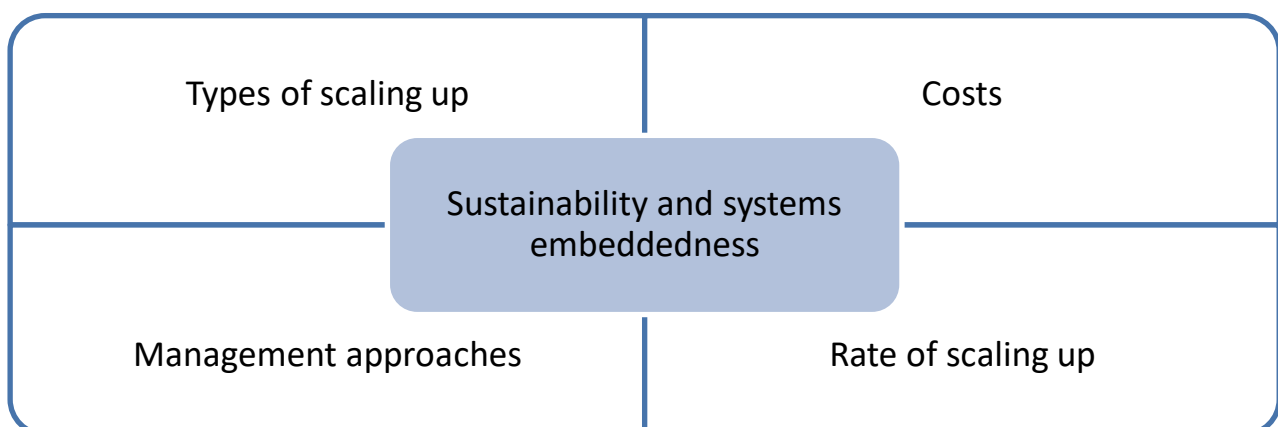 Types of scaling up
Costs
Sustainability and systems
embeddedness
Management approaches
Rate of scaling up